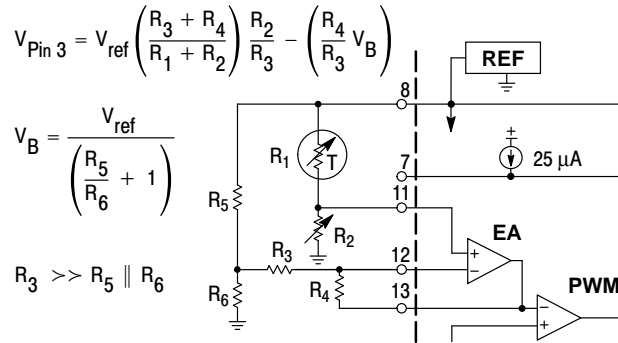 V_Pin 3 = V_ref ( (R_3 + R_4) / (R_1 + R_2) ) R_2 / R_3 − ( R_4 / R_3 V_B )
REF
8
V_B = V_ref / ( R_5 / R_6 + 1 )
R_1
T
7
25 μA
11
R_5
R_2
EA
R_3 >> R_5 || R_6
R_3
12
+
−
R_6
R_4
13
PWM
−
+